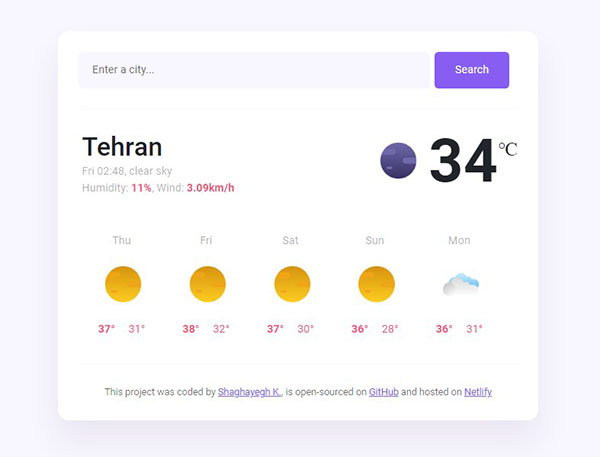 Enter a city...
Search
Tehran
Fri 02:48, clear sky
Humidity: 11%, Wind: 3.09km/h
34°C
Thu Fri Sat Sun Mon
37° 31° 38° 32° 37° 30° 36° 28° 36° 31°
This project was coded by Shaghayegh K., is open-sourced on GitHub and hosted on Netlify